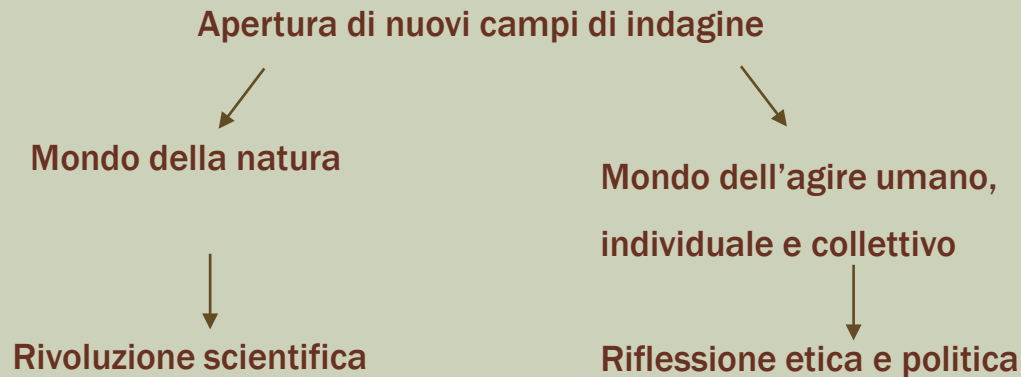 Apertura di nuovi campi di indagine
Mondo della natura
Mondo dell’agire umano,
individuale e collettivo
Rivoluzione scientifica
Riflessione etica e politica